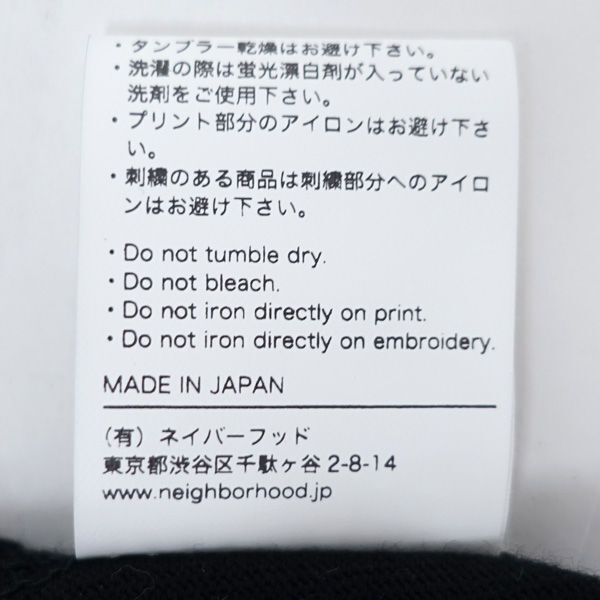 ・タンブラー乾燥はお避け下さい。
・洗濯の際は蛍光漂白剤が入っていない
洗剤をご使用下さい。
・プリント部分のアイロンはお避け下さ
い。
・刺繍のある商品は刺繍部分へのアイロ
ンはお避け下さい。
・Do not tumble dry.
・Do not bleach.
・Do not iron directly on print.
・Do not iron directly on embroidery.
MADE IN JAPAN
(有) ネイバーフッド
東京都渋谷区千駄ヶ谷 2-8-14
www.neighborhood.jp